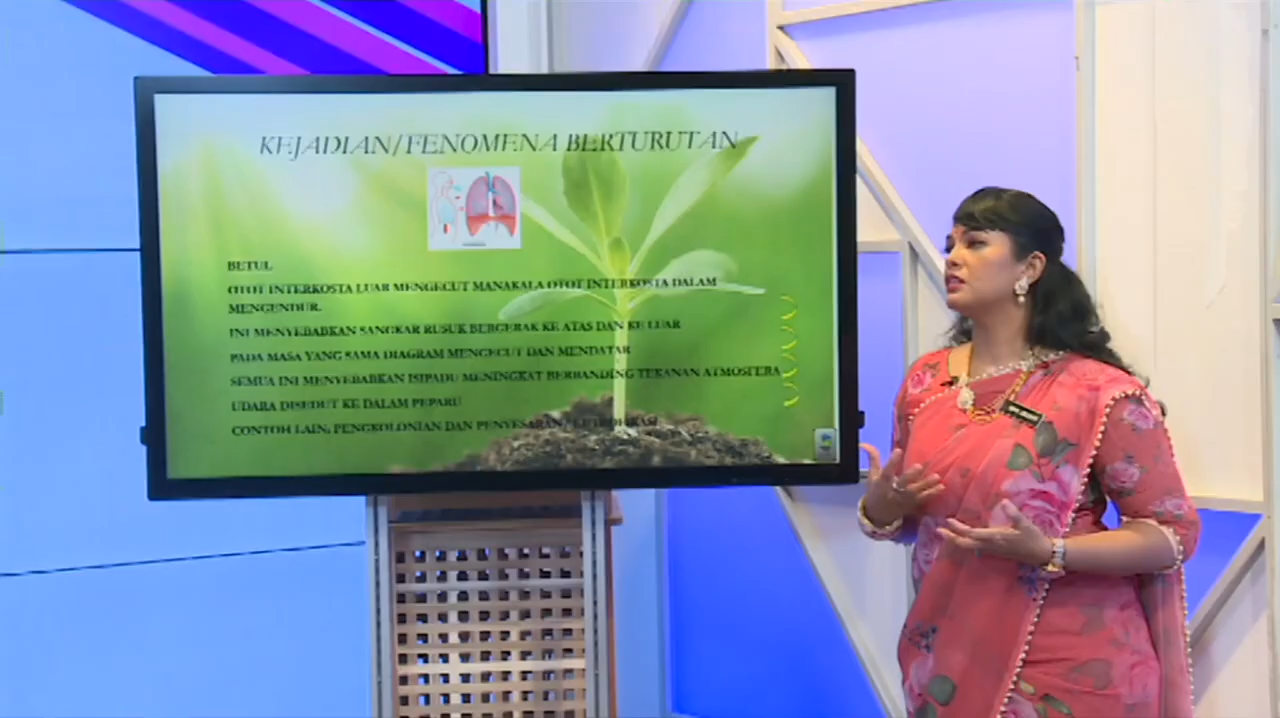 KEJADIAN/FENOMENA BERTURUTAN
BETUL
OTOT INTERKOSTA LUAR MENGECUT MANAKALA OTOT INTERKOSTA DALAM
MENGENDUR.
INI MENYEBABKAN SANGKAR RUSUK BERGERAK KE ATAS DAN KE LUAR
PADA MASA YANG SAMA DIAGRAM MENGECUT DAN MENDATAR
SEMUA INI MENYEBABKAN ISIPADU MENINGKAT BERBANDING TEKANAN ATMOSFERA
UDARA DISEDUT KE DALAM PEPARU
CONTOH LAIN: PENGKOLONIAN DAN PENYESARAN